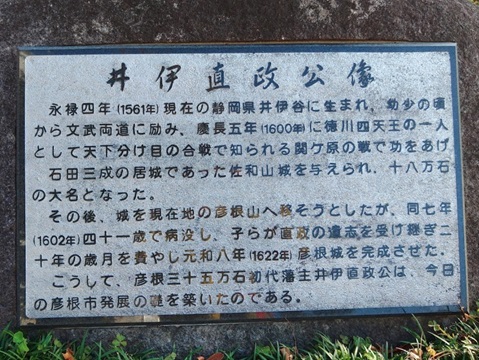 井伊直政公像
永禄四年(1561年)現在の静岡県井伊谷に生まれ、幼少の頃
から文武両道に励み、慶長五年(1600年)に徳川四天王の一人
として天下分け目の合戦で知られる関ケ原の戦で功をあげ
石田三成の居城であった佐和山城を与えられ、十八万石
の大名となった。
その後、城を現在地の彦根山へ移そうとしたが、同七年
(1602年)四十一歳で病没し、子らが直政の遺志を受け継ぎ二
十年の歳月を費やし元和八年(1622年)彦根城を完成させた。
こうして、彦根三十五万石初代藩主井伊直政公は、今日
の彦根市発展の礎を築いたのである。